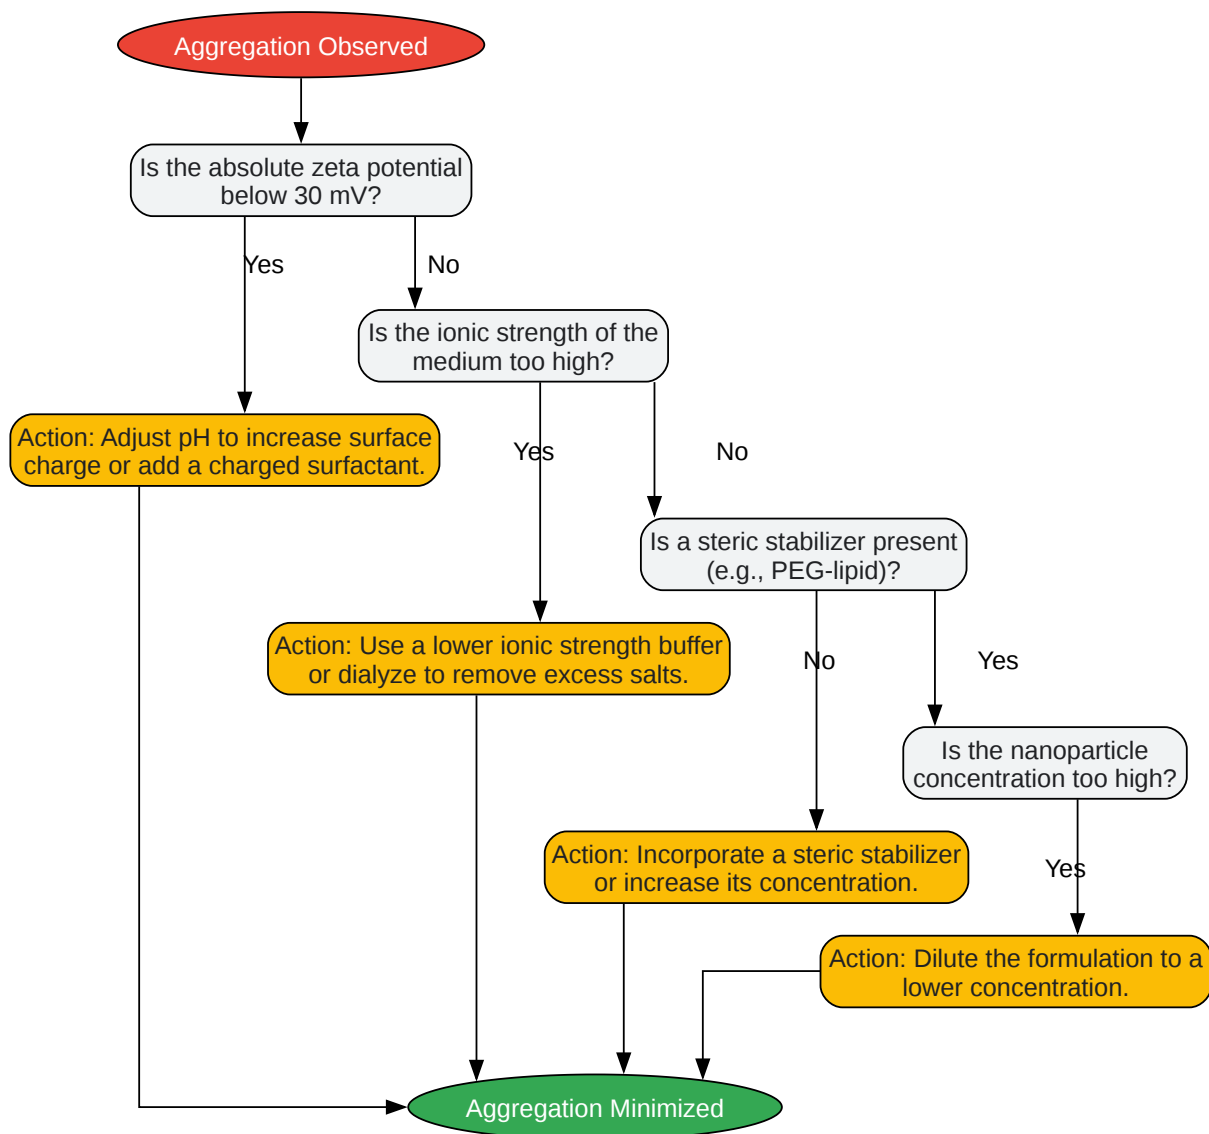 Aggregation Observed
Is the absolute zeta potential
below 30 mV?
Yes
No
Is the ionic strength of the
medium too high?
Action: Adjust pH to increase surface
charge or add a charged surfactant.
Yes
No
Is a steric stabilizer present
(e.g., PEG-lipid)?
Action: Use a lower ionic strength buffer
or dialyze to remove excess salts.
No
Yes
Is the nanoparticle
concentration too high?
Action: Incorporate a steric stabilizer
or increase its concentration.
Yes
Action: Dilute the formulation to a
lower concentration.
Aggregation Minimized